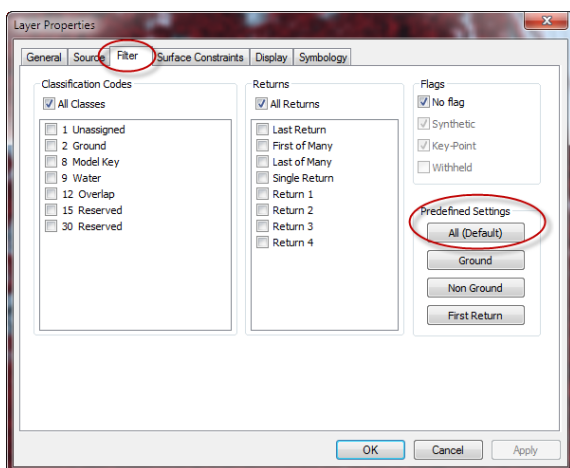 Layer Properties
General Source Filter Surface Constraints Display Symbology
Classification Codes
All Classes
1 Unassigned
2 Ground
8 Model Key
9 Water
12 Overlap
15 Reserved
30 Reserved
Returns
All Returns
Last Return
First of Many
Last of Many
Single Return
Return 1
Return 2
Return 3
Return 4
Flags
No flag
Synthetic
Key-Point
Withheld
Predefined Settings
All (Default)
Ground
Non Ground
First Return
OK Cancel Apply